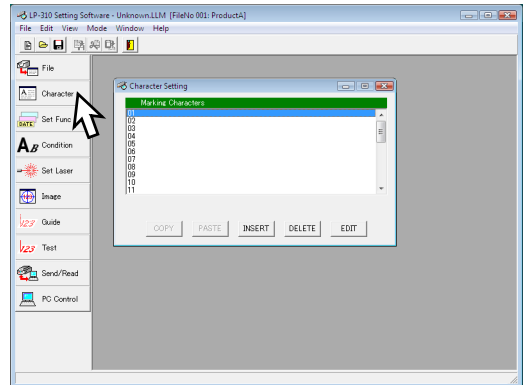 LP-310 Setting Software - Unknown.LLM [FileNo 001: ProductA]
File Edit View Mode Window Help
File
Character
Set Func
DATE
Condition
Set Laser
Image
Guide
Test
Send/Read
PC Control
Character Setting
Marking Characters
01
02
03
04
05
06
07
08
09
10
11
COPY PASTE INSERT DELETE EDIT